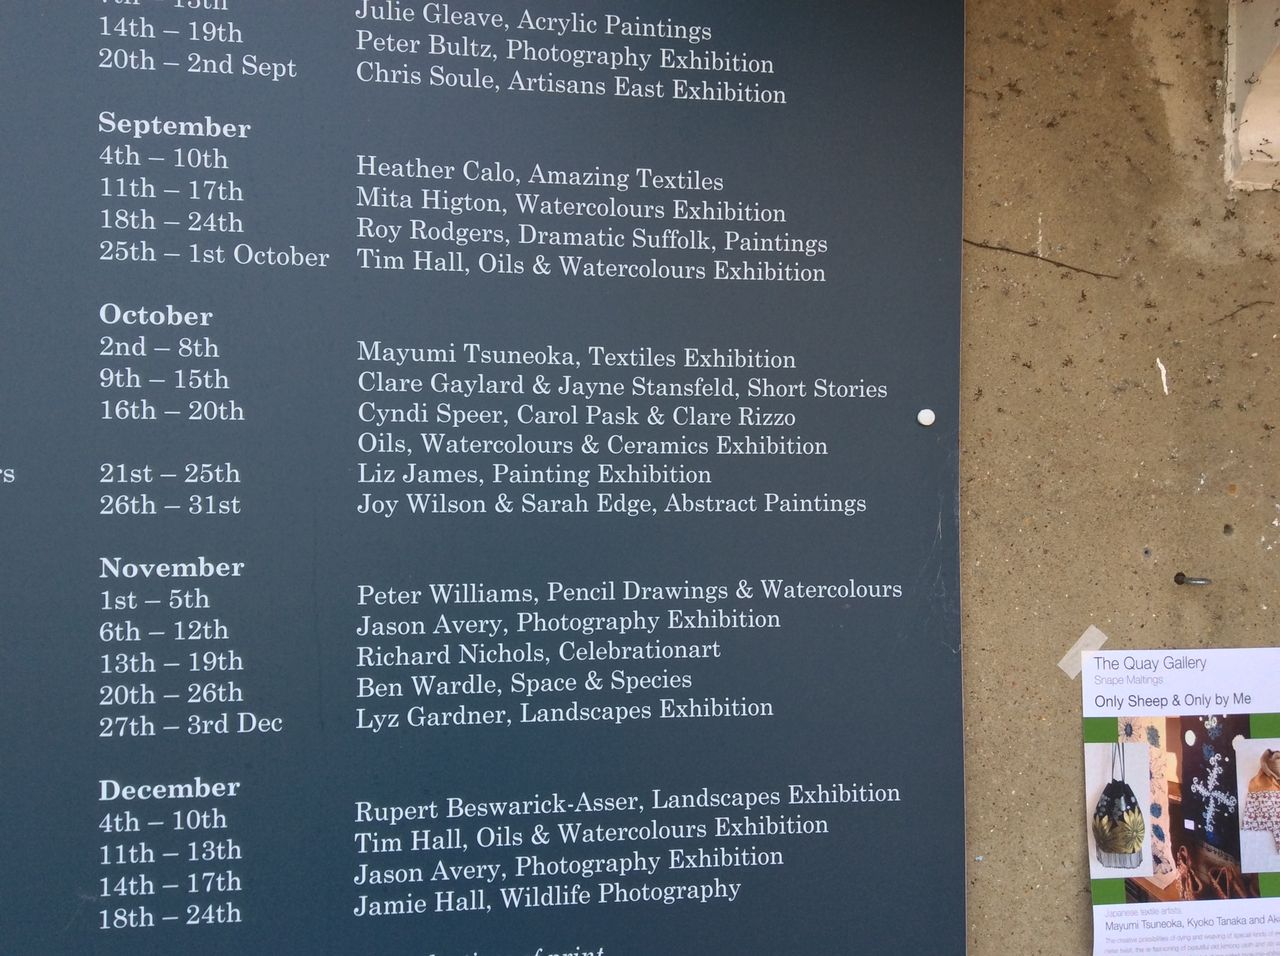 14th – 19th Julie Gleave, Acrylic Paintings
20th – 2nd Sept Peter Bultz, Photography Exhibition
Chris Soule, Artisans East Exhibition
September
4th – 10th Heather Calo, Amazing Textiles
11th – 17th Mita Higton, Watercolours Exhibition
18th – 24th Roy Rodgers, Dramatic Suffolk, Paintings
25th – 1st October Tim Hall, Oils & Watercolours Exhibition
October
2nd – 8th Mayumi Tsuneoka, Textiles Exhibition
9th – 15th Clare Gaylard & Jayne Stansfeld, Short Stories
16th – 20th Cyndi Speer, Carol Pask & Clare Rizzo
Oils, Watercolours & Ceramics Exhibition
21st – 25th Liz James, Painting Exhibition
26th – 31st Joy Wilson & Sarah Edge, Abstract Paintings
November
1st – 5th Peter Williams, Pencil Drawings & Watercolours
6th – 12th Jason Avery, Photography Exhibition
13th – 19th Richard Nichols, Celebrationart
20th – 26th Ben Wardle, Space & Species
27th – 3rd Dec Lyz Gardner, Landscapes Exhibition
December
4th – 10th Rupert Beswarick-Asser, Landscapes Exhibition
11th – 13th Tim Hall, Oils & Watercolours Exhibition
14th – 17th Jason Avery, Photography Exhibition
18th – 24th Jamie Hall, Wildlife Photography
of print
The Quay Gallery
Snape Maltings
Only Sheep & Only by Me
Japanese textile artists
Mayumi Tsuneoka, Kyoko Tanaka and